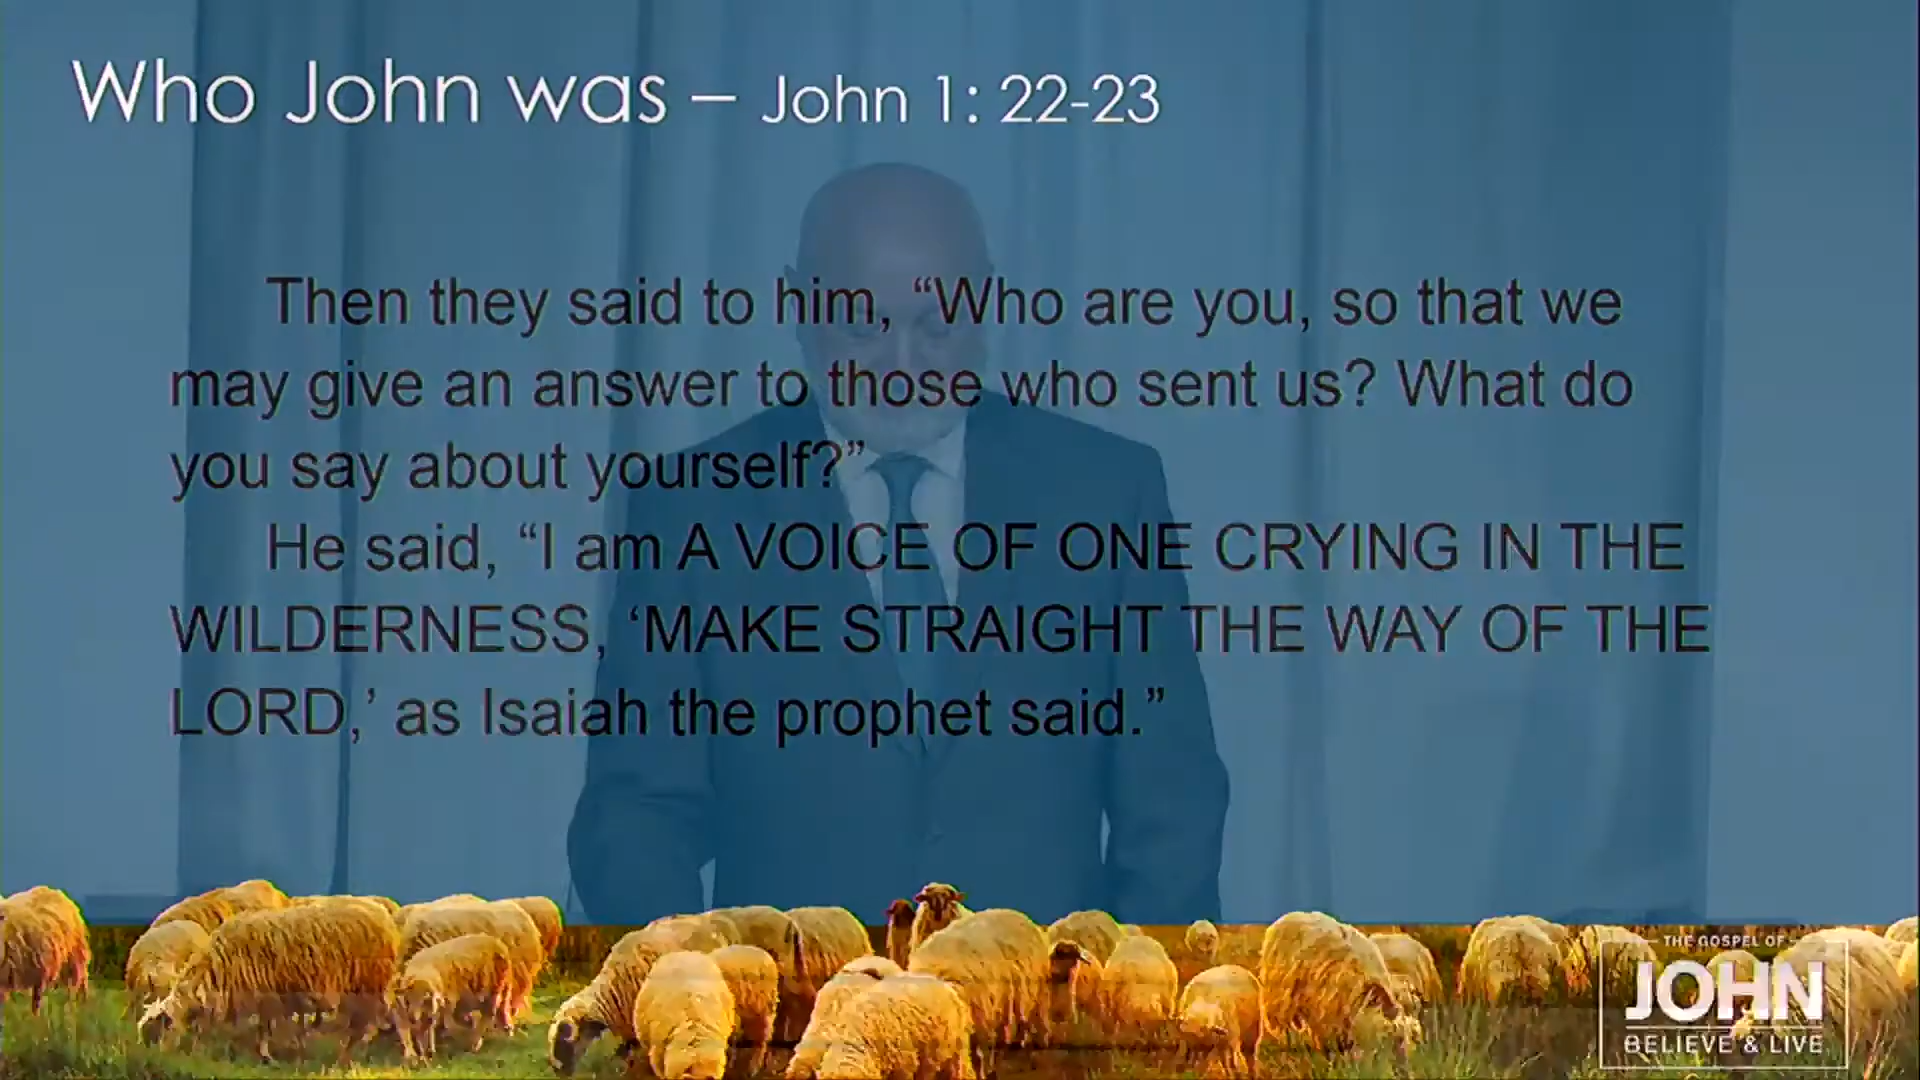 Who John was – John 1: 22-23
Then they said to him, “Who are you, so that we
may give an answer to those who sent us? What do
you say about yourself?”
He said, “I am A VOICE OF ONE CRYING IN THE
WILDERNESS, ‘MAKE STRAIGHT THE WAY OF THE
LORD,’ as Isaiah the prophet said.”
THE GOSPEL OF
JOHN
BELIEVE & LIVE